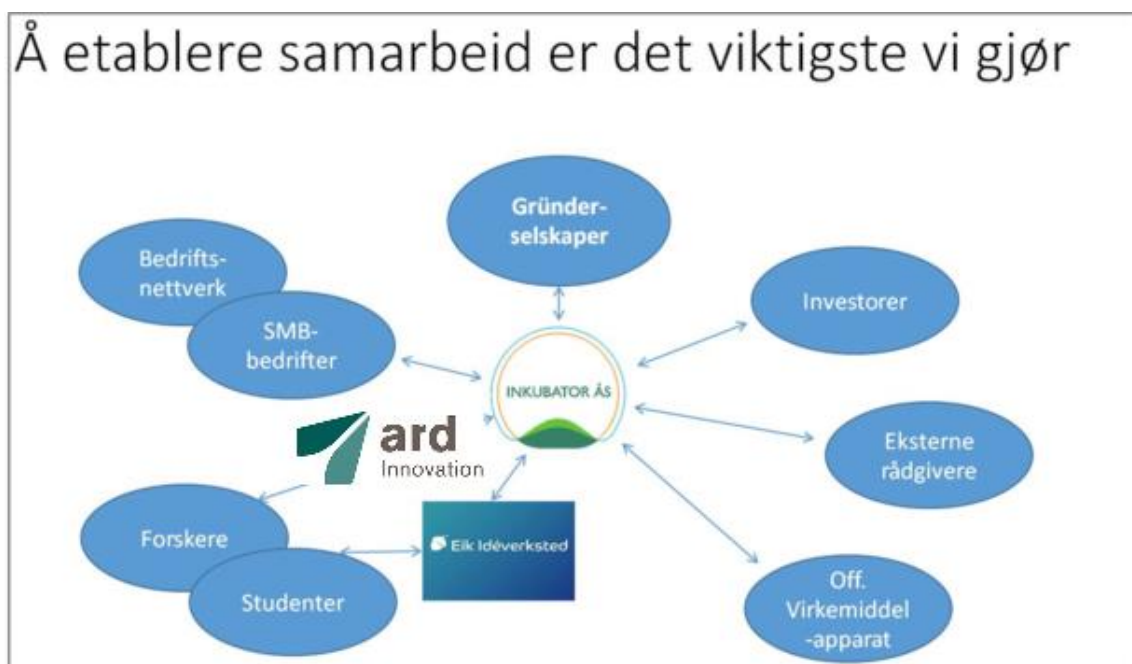 Å etablere samarbeid er det viktigste vi gjør
Gründer-
selskaper
Bedrifts-
nettverk
SMB-
bedrifter
Investorer
INKUBATOR ÅS
ard
Innovation
Eksterne
rådgivere
Forskere
Eik Idéverksted
Studenter
Off.
Virkemiddel
-apparat